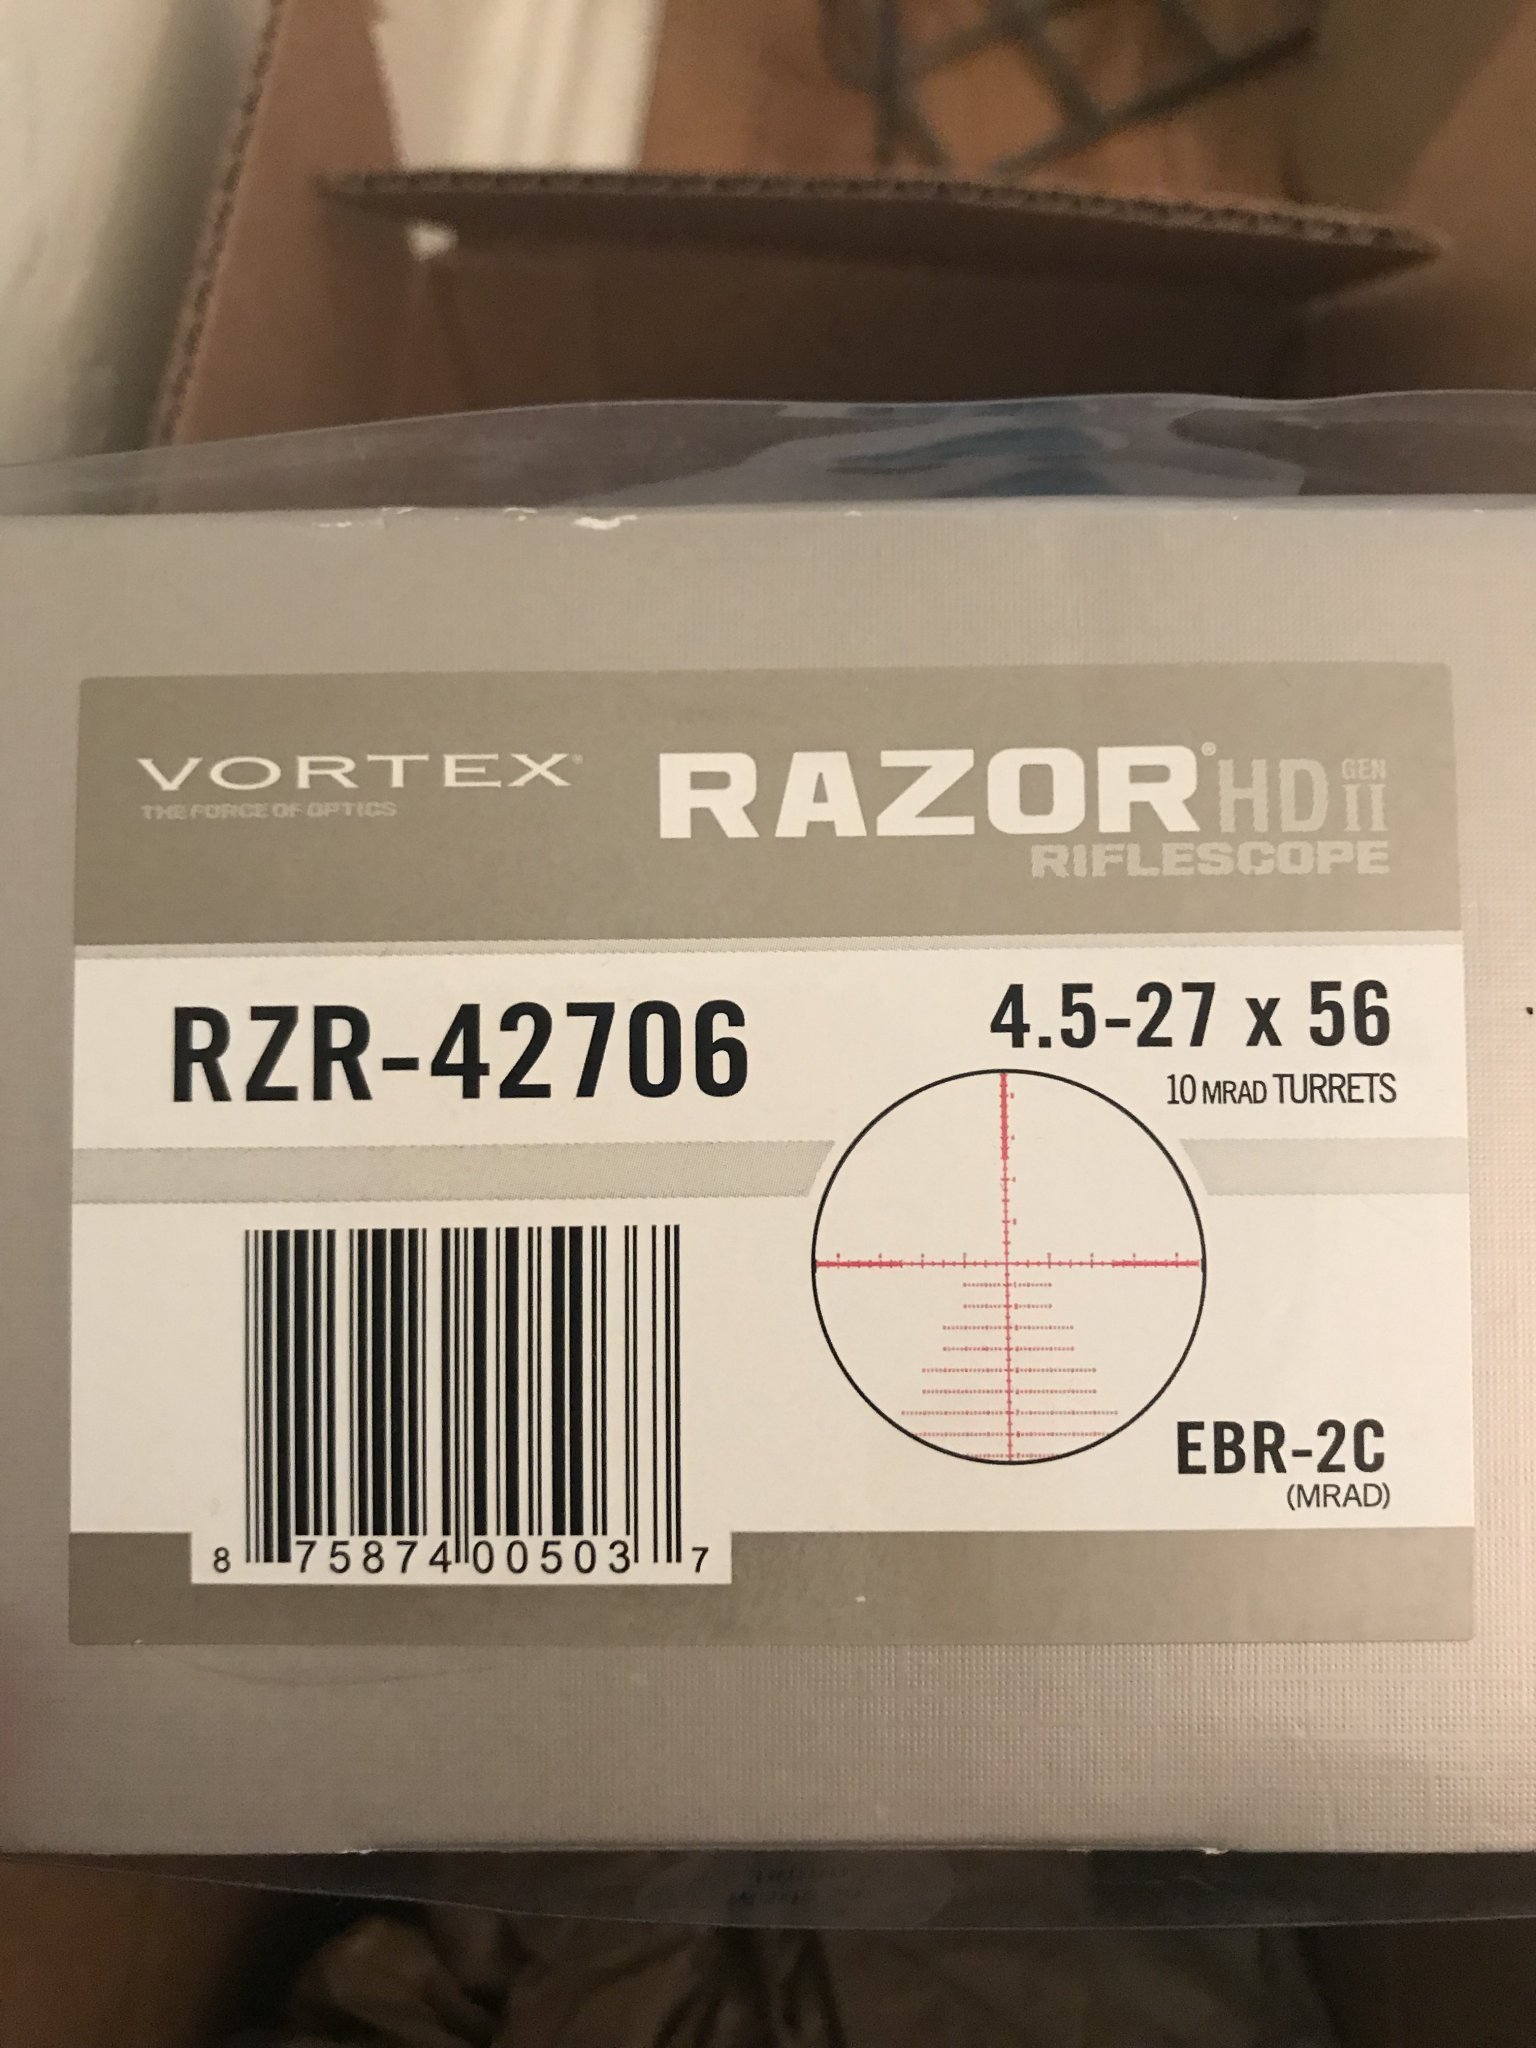 VORTEX®
THE FORCE OF OPTICS
RAZOR® HD GEN II
RIFLESCOPE
RZR-42706
4.5-27 x 56
10 MRAD TURRETS
EBR-2C
(MRAD)
8 75874 00503 7